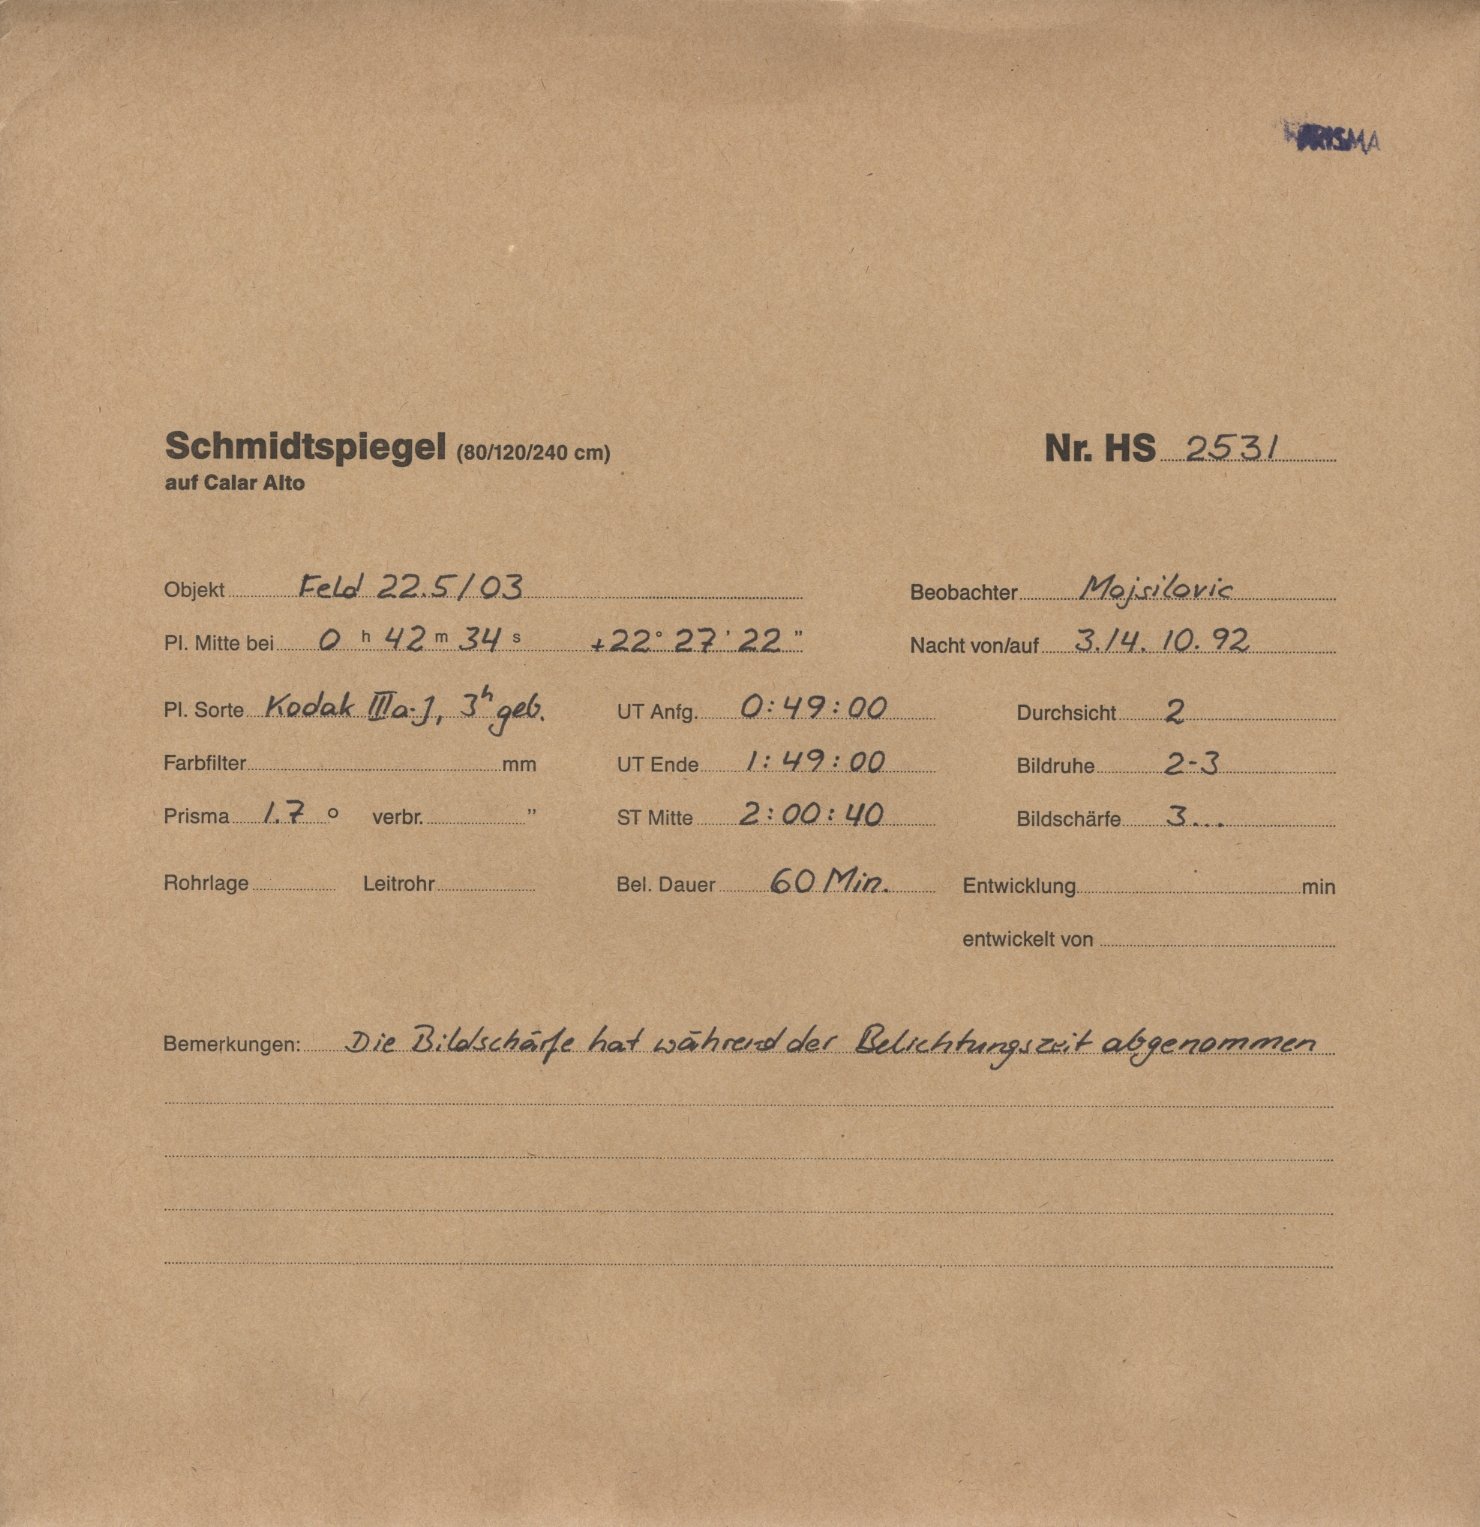 PRISMA
Schmidtspiegel (80/120/240 cm) Nr. HS 2531
auf Calar Alto
Objekt Feld 22.5/03 Beobachter Mojsilovic
Pl. Mitte bei 0 h 42 m 34 s +22° 27' 22" Nacht von/auf 3./4. 10. 92
Pl. Sorte Kodak IIIa-J, 3h geb. UT Anfg. 0:49:00 Durchsicht 2
Farbfilter mm UT Ende 1:49:00 Bildruhe 2-3
Prisma 1.7 ° verbr. " ST Mitte 2:00:40 Bildschärfe 3...
Rohrlage Leitrohr Bel. Dauer 60 Min. Entwicklung min
entwickelt von
Bemerkungen: Die Bildschärfe hat während der Belichtungszeit abgenommen